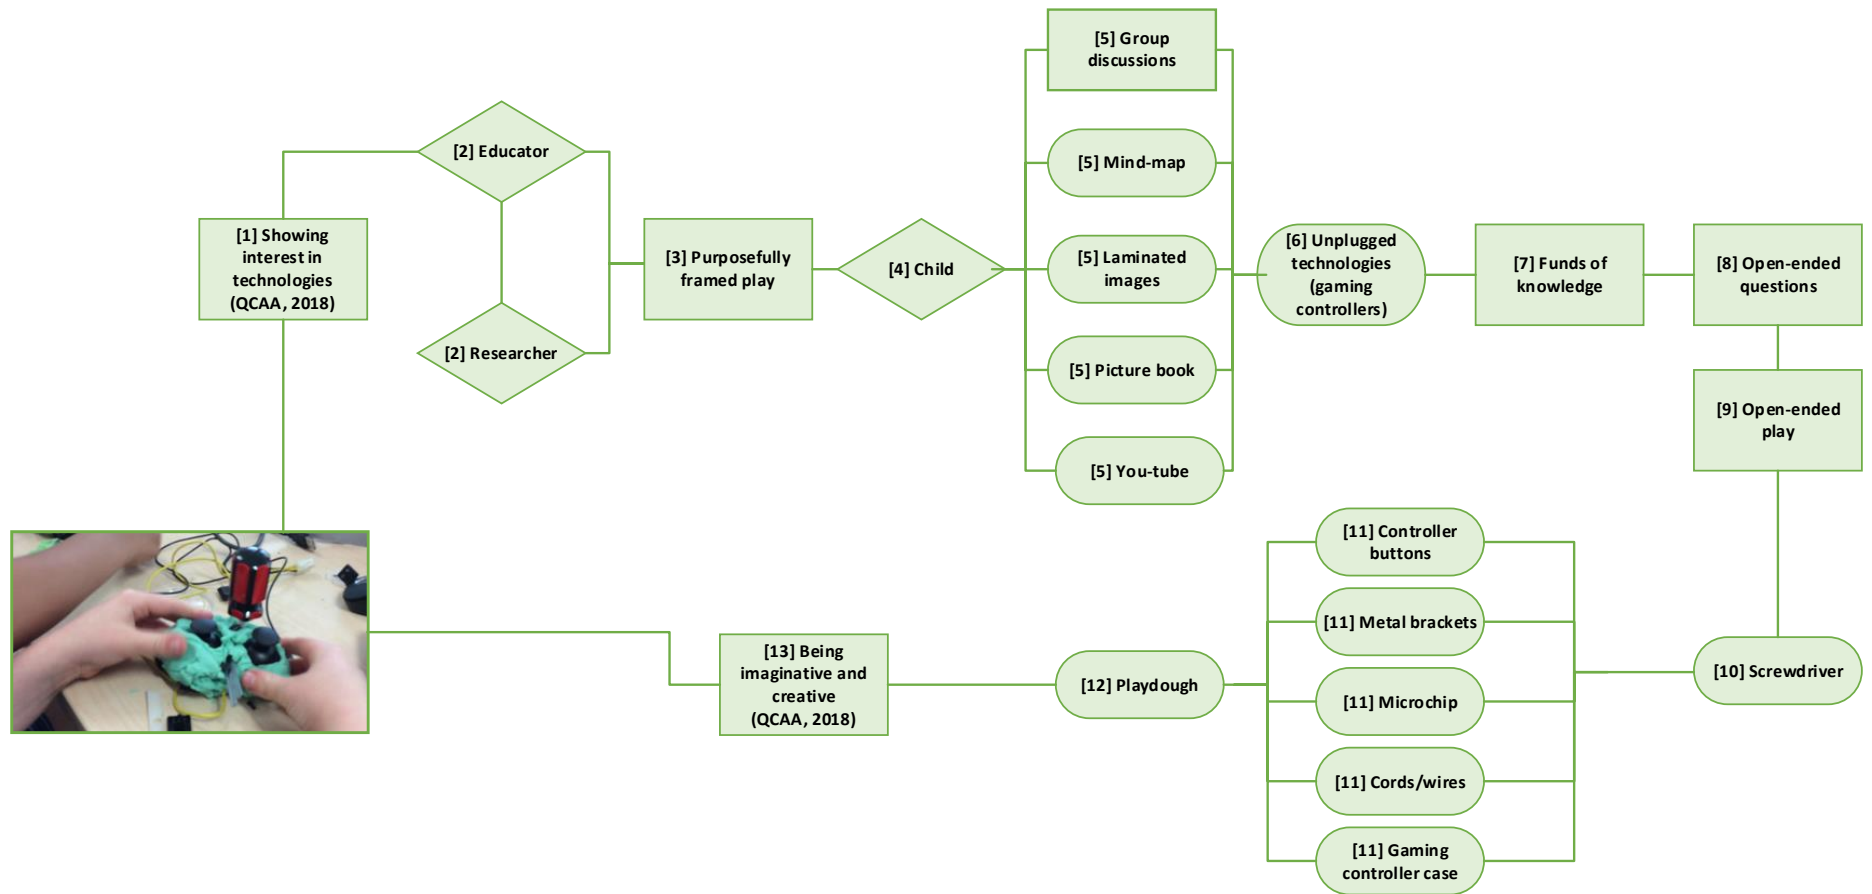 [1] Showing
interest in
technologies
(QCAA, 2018)
[2] Educator
[2] Researcher
[3] Purposefully
framed play
[4] Child
[5] Group
discussions
[5] Mind-map
[5] Laminated
images
[5] Picture book
[5] You-tube
[6] Unplugged
technologies
(gaming
controllers)
[7] Funds of
knowledge
[8] Open-ended
questions
[9] Open-ended
play
[10] Screwdriver
[11] Controller
buttons
[11] Metal brackets
[11] Microchip
[11] Cords/wires
[11] Gaming
controller case
[12] Playdough
[13] Being
imaginative and
creative
(QCAA, 2018)